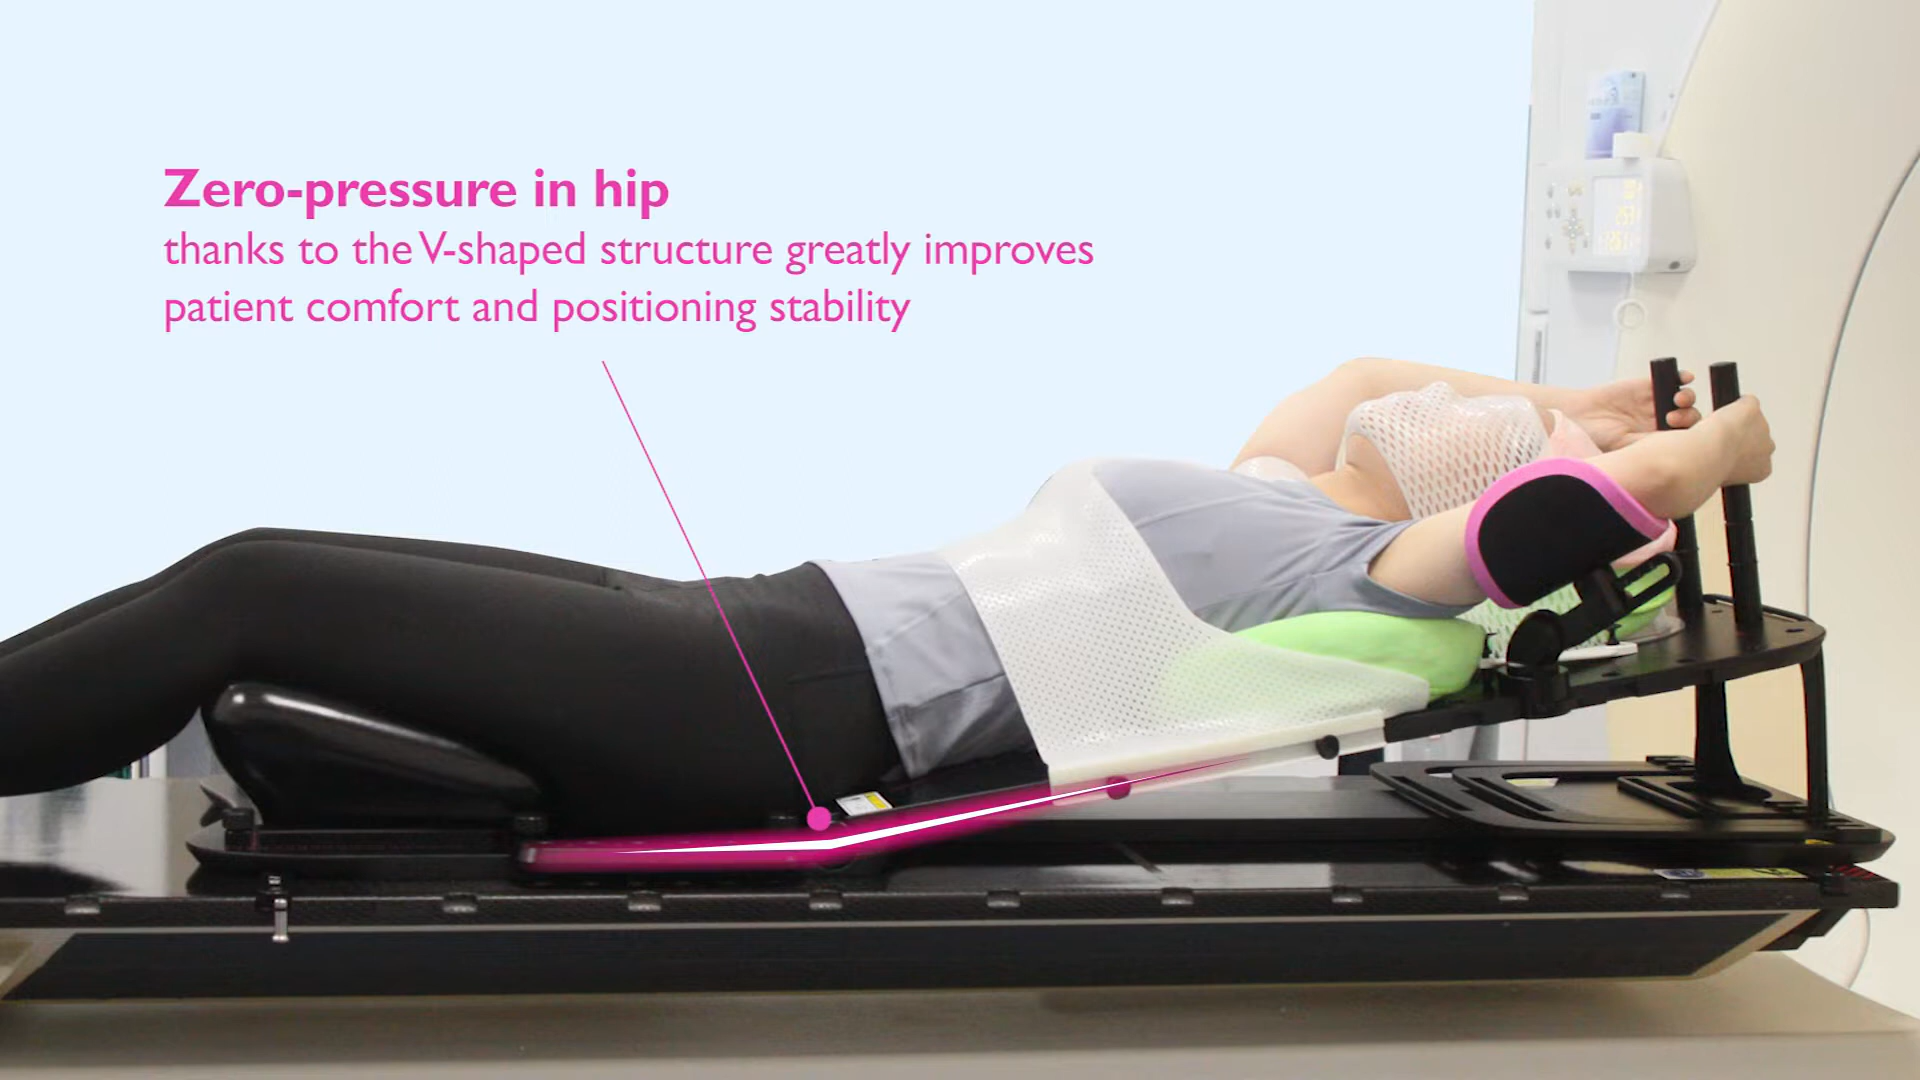 Zero-pressure in hip
thanks to the V-shaped structure greatly improves
patient comfort and positioning stability